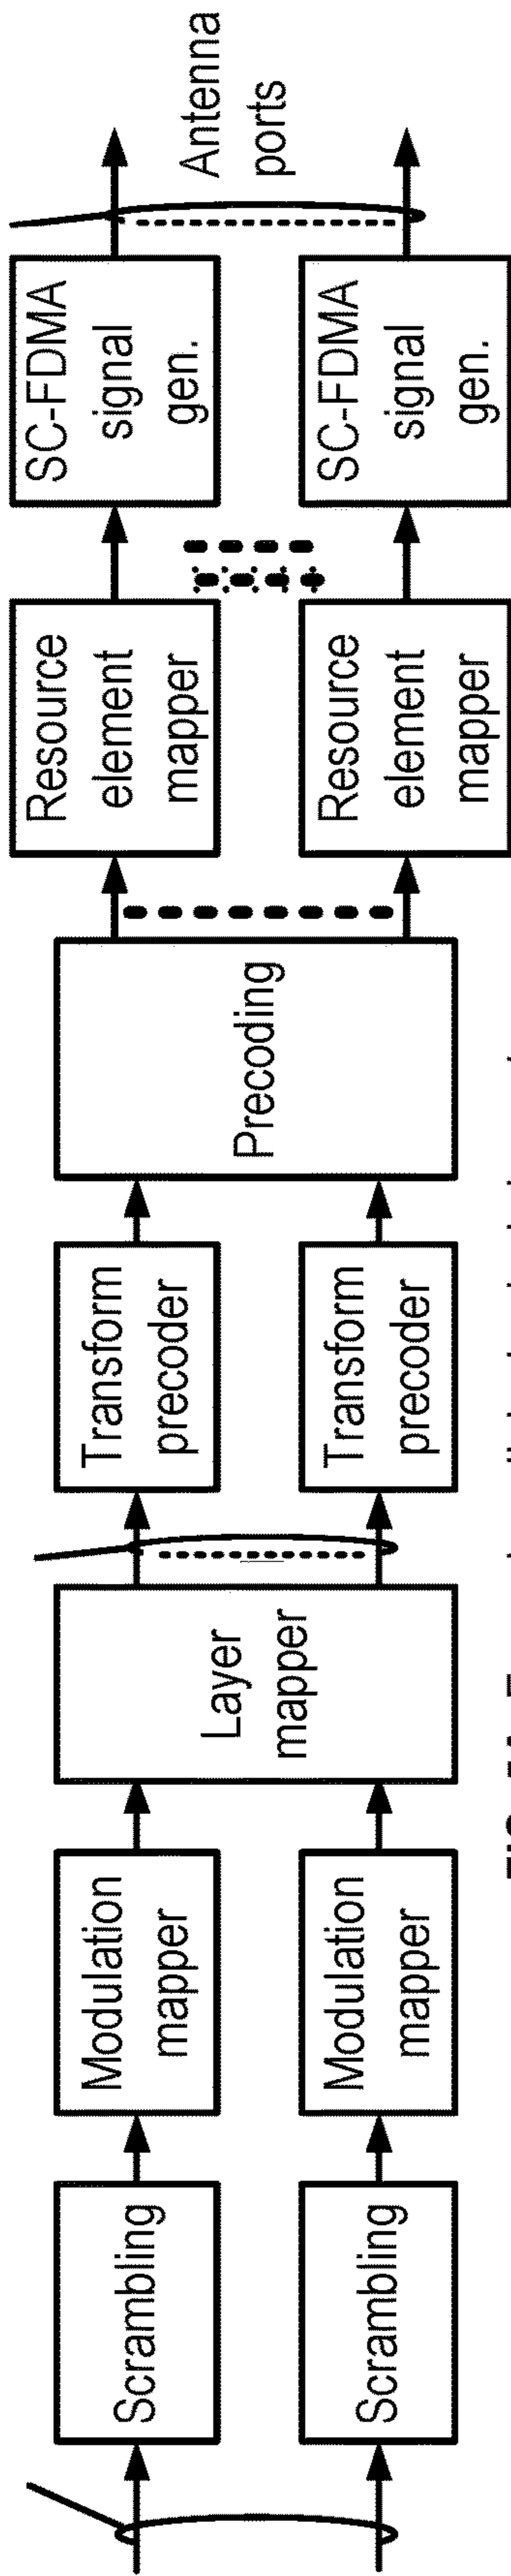 Scrambling
Scrambling
Modulation
mapper
Modulation
mapper
Layer
mapper
Transform
precoder
Transform
precoder
Precoding
Resource
element
mapper
Resource
element
mapper
SC-FDMA
signal
gen.
SC-FDMA
signal
gen.
Antenna
ports